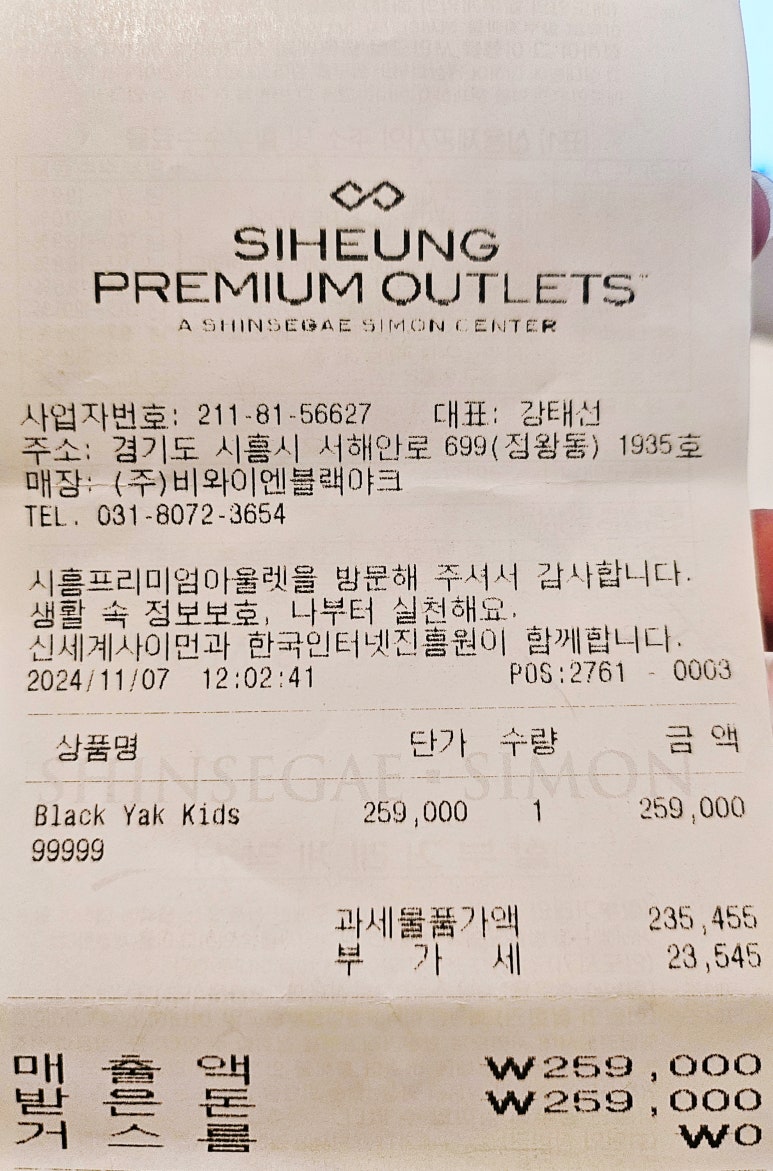 SIHEUNG
PREMIUM OUTLETS™
A SHINSEGAE SIMON CENTER
사업자번호: 211-81-56627 대표: 강태선
주소: 경기도 시흥시 서해안로 699(정왕동) 1935호
매장: (주)비와이엔블랙야크
TEL. 031-8072-3654
시흥프리미엄아울렛을 방문해 주셔서 감사합니다.
생활 속 정보보호, 나부터 실천해요.
신세계사이먼과 한국인터넷진흥원이 함께합니다.
2024/11/07 12:02:41 POS:2761 - 0003
상품명 단가 수량 금 액
SHINSEGAE · SIMON
Black Yak Kids 259,000 1 259,000
99999
과세물품가액 235,455
부 가 세 23,545
매 출 액 ₩259,000
받 은 돈 ₩259,000
거 스 름 ₩0